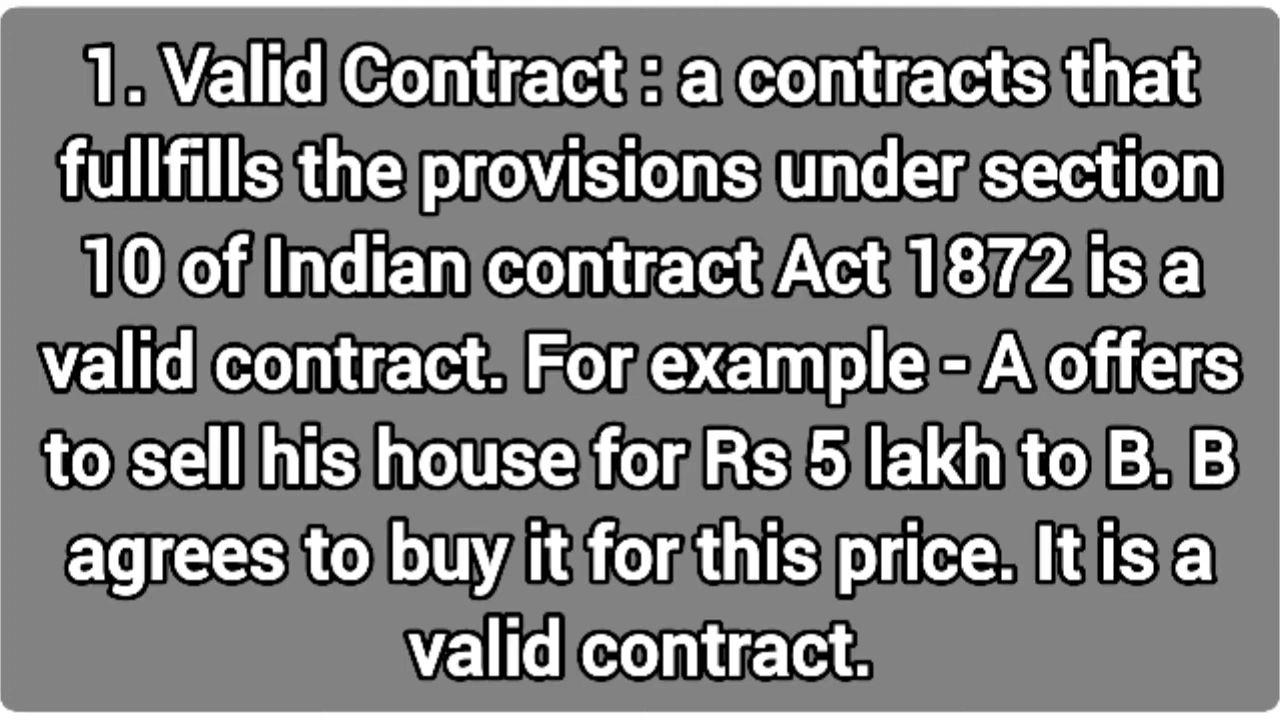 1. Valid Contract : a contracts that
fullfills the provisions under section
10 of Indian contract Act 1872 is a
valid contract. For example - A offers
to sell his house for Rs 5 lakh to B. B
agrees to buy it for this price. It is a
valid contract.